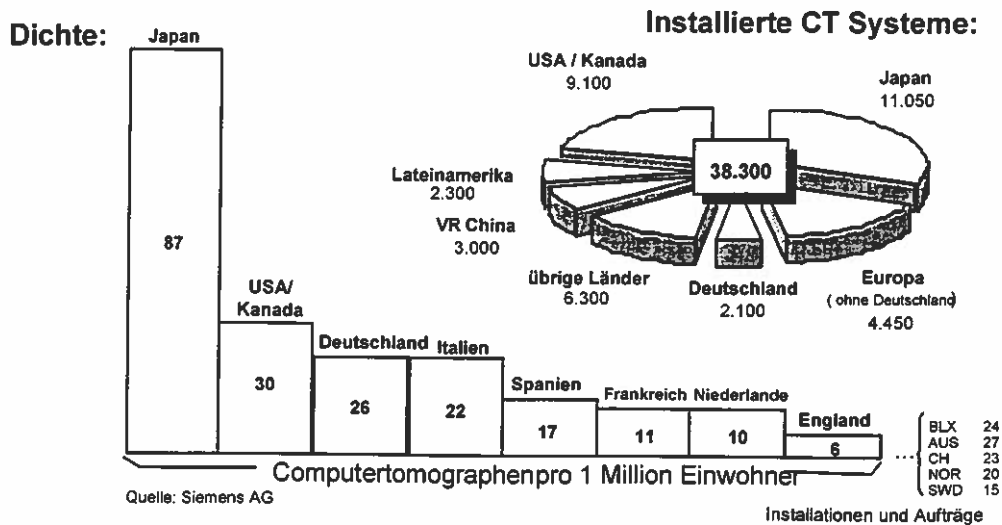 Dichte:
Installierte CT Systeme:
Japan
87
USA/
Kanada
30
Deutschland
26
Italien
22
Spanien
17
Frankreich
11
Niederlande
10
England
6
BLX 24
AUS 27
CH 23
NOR 20
SWD 15
Computertomographenpro 1 Million Einwohner
Quelle: Siemens AG
Installationen und Aufträge
USA / Kanada
9.100
Japan
11.050
38.300
Lateinamerika
2.300
VR China
3.000
übrige Länder
6.300
Deutschland
2.100
Europa
( ohne Deutschland)
4.450